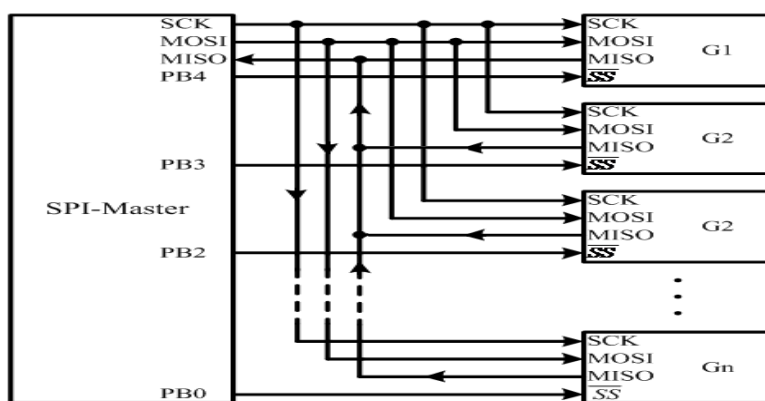 SCK
MOSI
MISO
PB4
PB3
SPI-Master
PB2
PB0
SCK
MOSI
MISO
SS
G1
SCK
MOSI
MISO
SS
G2
SCK
MOSI
MISO
SS
G2
SCK
MOSI
MISO
SS
Gn